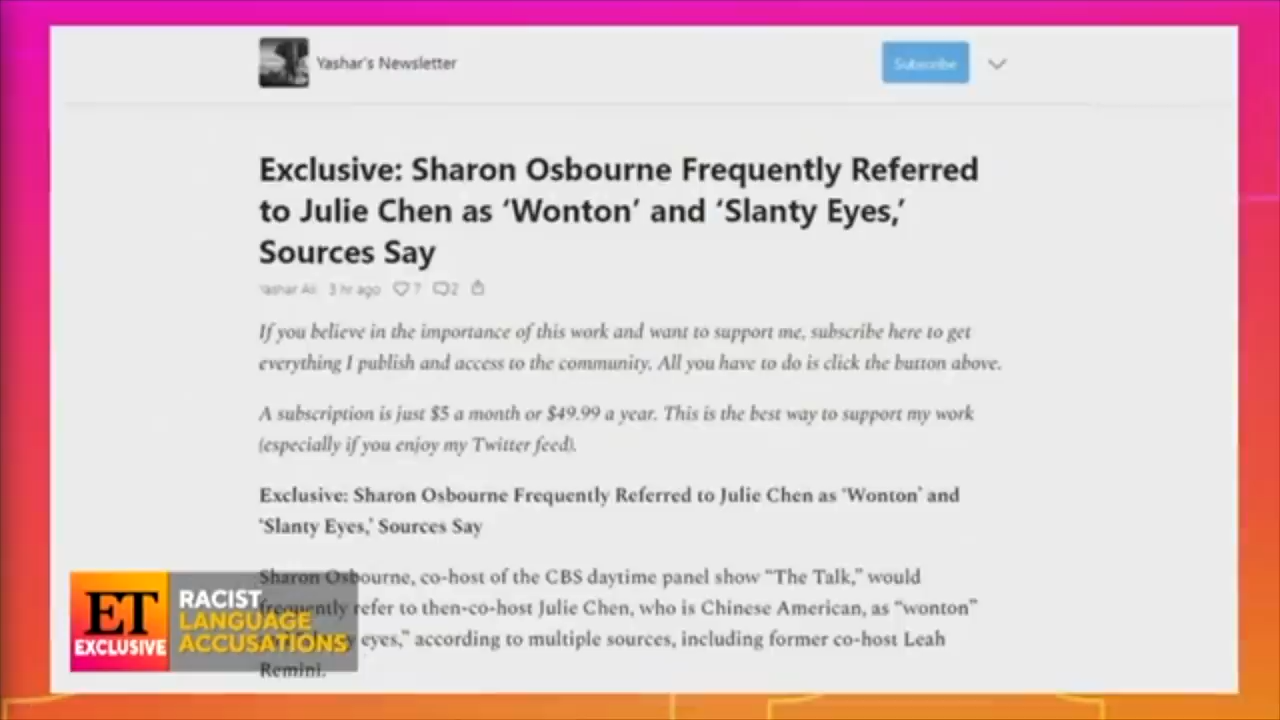 Yashar's Newsletter
Subscribe
Exclusive: Sharon Osbourne Frequently Referred
to Julie Chen as ‘Wonton’ and ‘Slanty Eyes,’
Sources Say
Yashar Ali 3 hr ago 7 2
If you believe in the importance of this work and want to support me, subscribe here to get
everything I publish and access to the community. All you have to do is click the button above.
A subscription is just $5 a month or $49.99 a year. This is the best way to support my work
(especially if you enjoy my Twitter feed).
Exclusive: Sharon Osbourne Frequently Referred to Julie Chen as ‘Wonton’ and
‘Slanty Eyes,’ Sources Say
Sharon Osbourne, co-host of the CBS daytime panel show “The Talk,” would
frequently refer to then-co-host Julie Chen, who is Chinese American, as “wonton”
eyes,” according to multiple sources, including former co-host Leah
Remini.
ET
EXCLUSIVE
RACIST
LANGUAGE
ACCUSATIONS